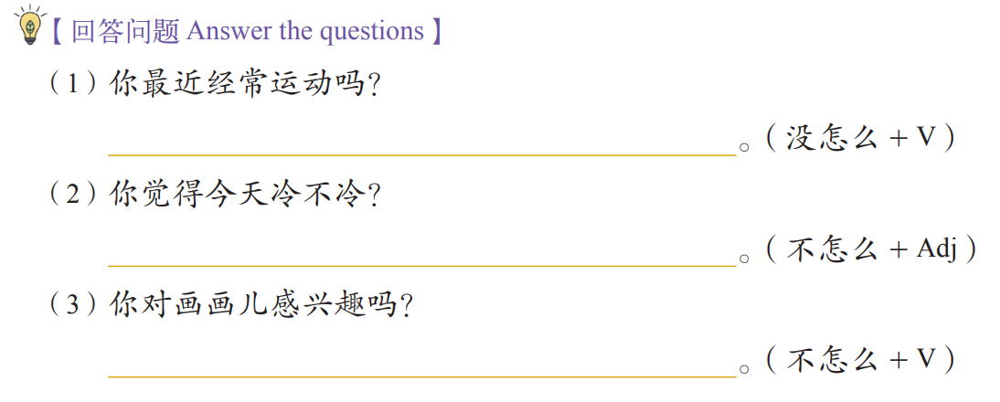 【回答问题 Answer the questions】
（1）你最近经常运动吗？
。（没怎么 + V）
（2）你觉得今天冷不冷？
。（不怎么 + Adj）
（3）你对画画儿感兴趣吗？
。（不怎么 + V）